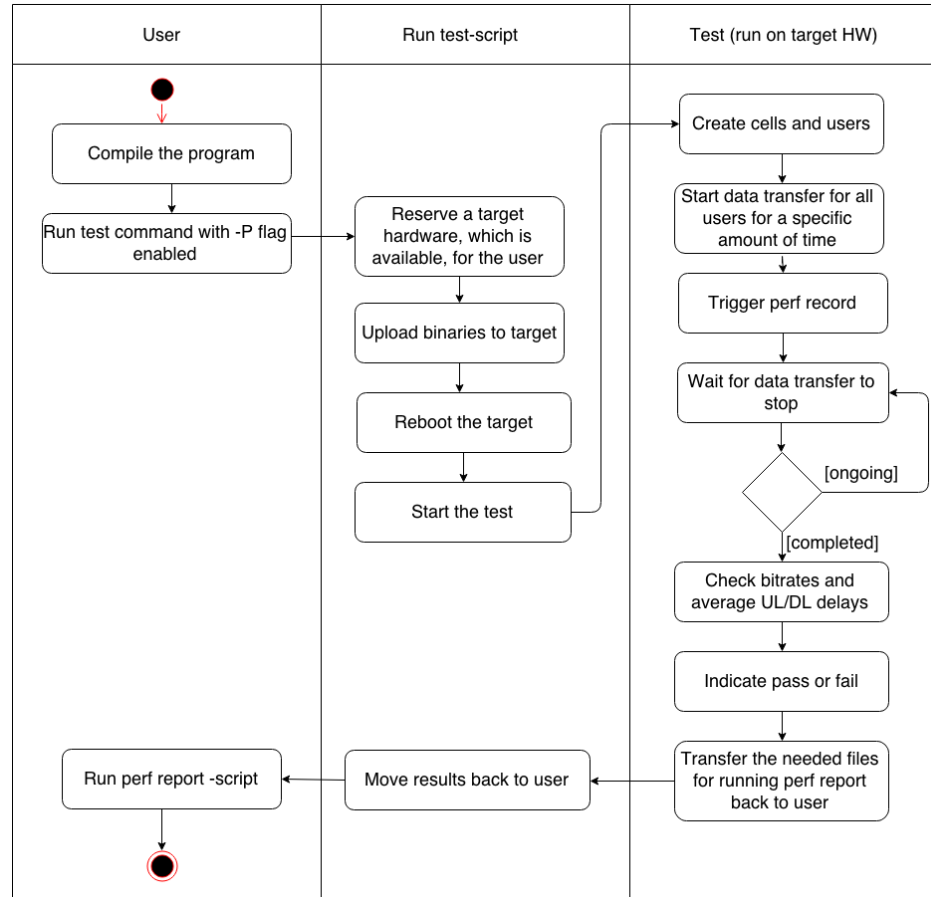 User
Run test-script
Test (run on target HW)
Compile the program
Run test command with -P flag
enabled
Reserve a target
hardware, which is
available, for the user
Upload binaries to target
Reboot the target
Start the test
Create cells and users
Start data transfer for all
users for a specific
amount of time
Trigger perf record
Wait for data transfer to
stop
[ongoing]
[completed]
Check bitrates and
average UL/DL delays
Indicate pass or fail
Transfer the needed files
for running perf report
back to user
Move results back to user
Run perf report -script